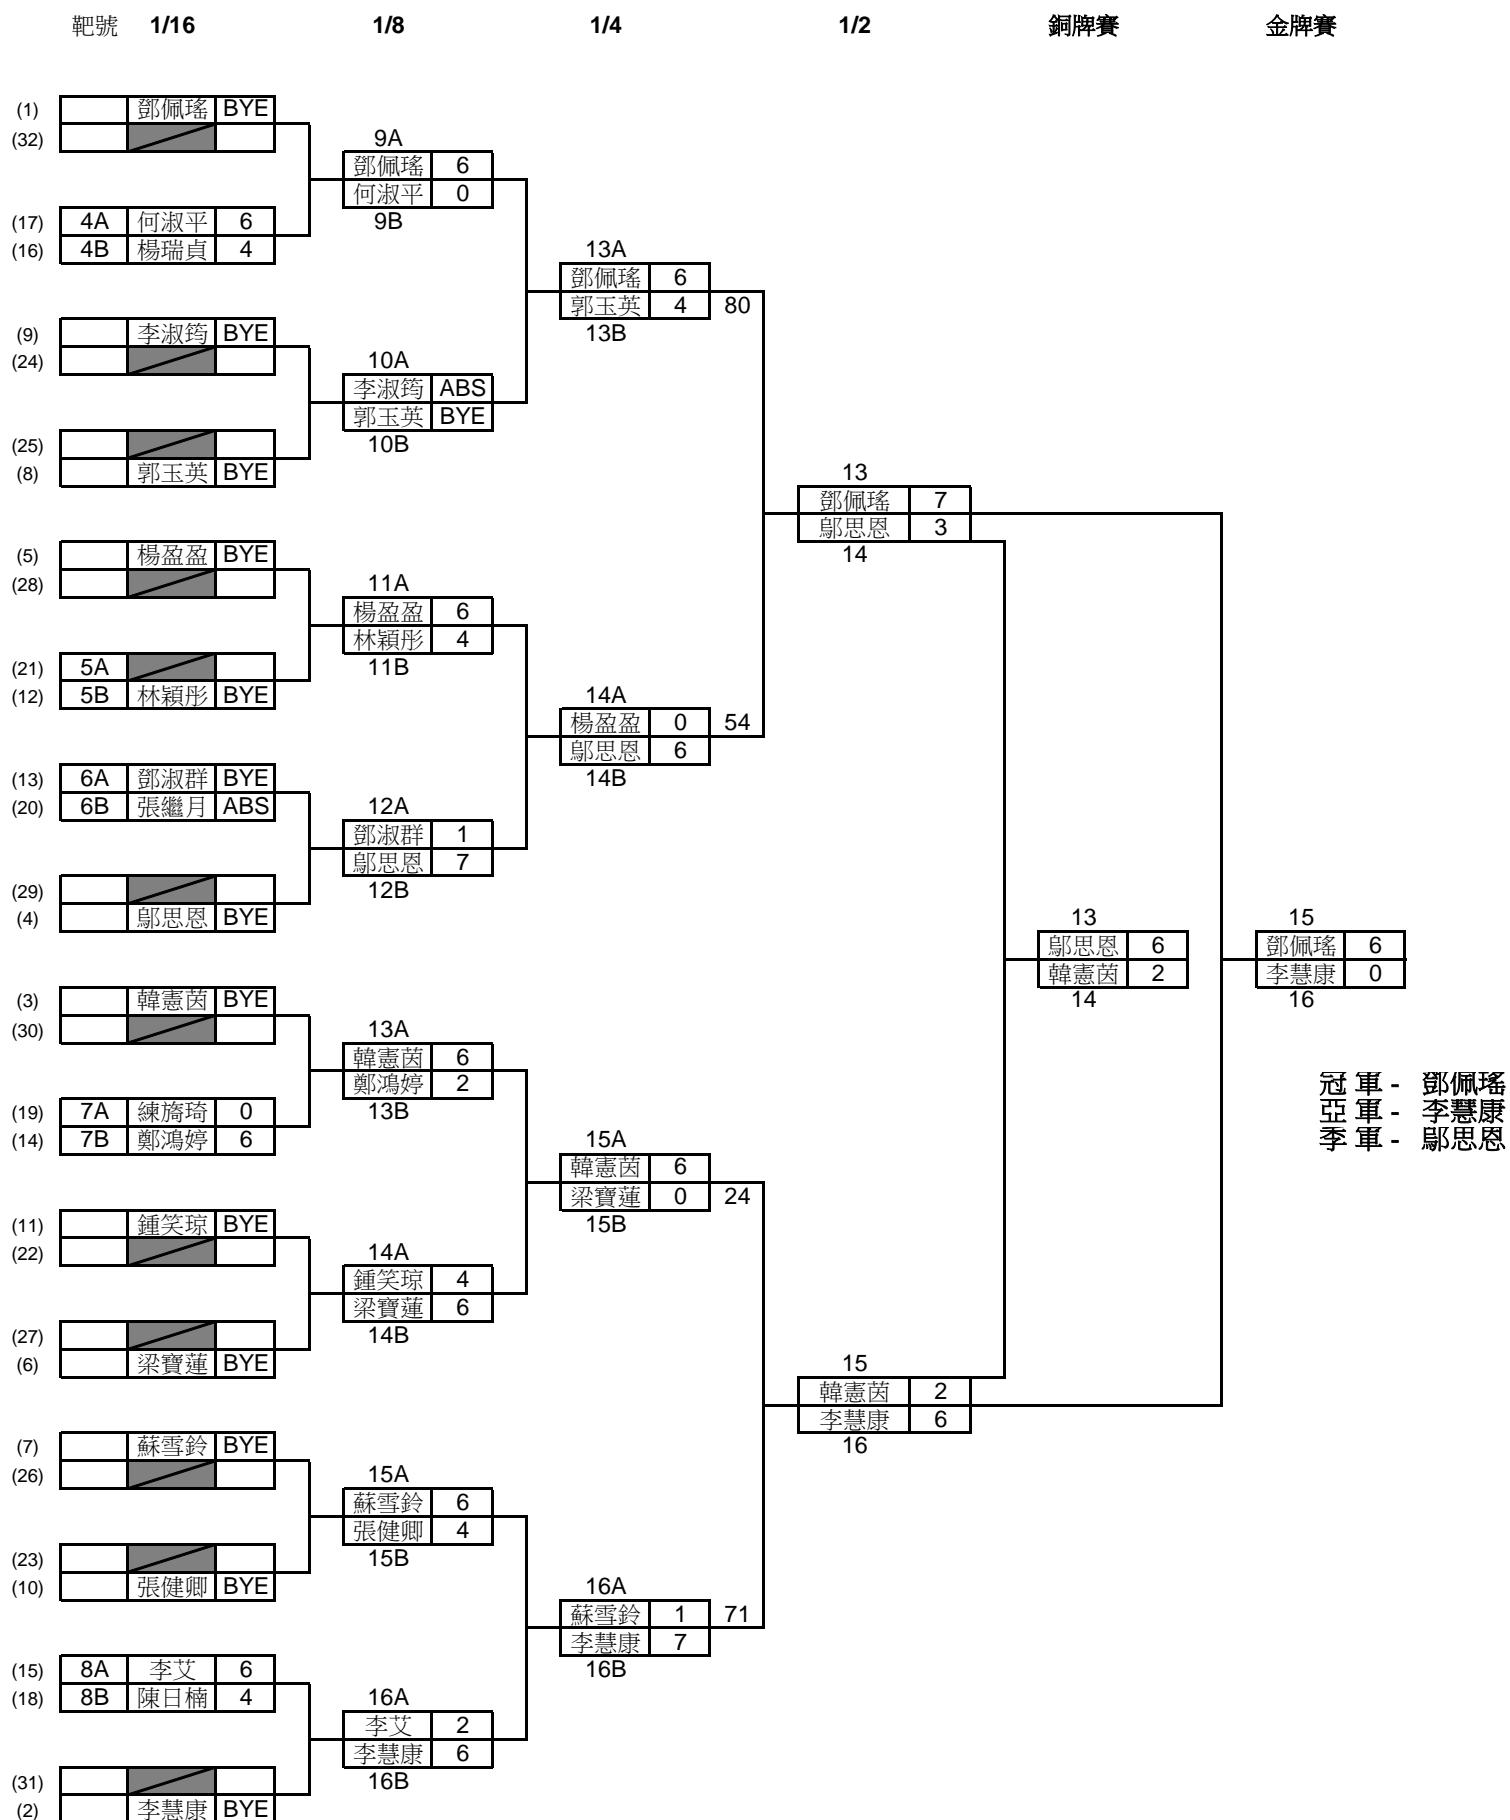 靶號 1/16 1/8 1/4 1/2 銅牌賽 金牌賽
(1) 鄧佩瑤 BYE
(32) 9A
鄧佩瑤 6
何淑平 0
(17) 4A 何淑平 6 9B
(16) 4B 楊瑞貞 4 13A
鄧佩瑤 6
郭玉英 4 80
(9) 李淑筠 BYE 13B
(24) 10A
李淑筠 ABS
郭玉英 BYE
(25) 10B
(8) 郭玉英 BYE 13
鄧佩瑤 7
鄔思恩 3
(5) 楊盈盈 BYE 14
(28) 11A
楊盈盈 6
林穎彤 4
(21) 5A 11B
(12) 5B 林穎彤 BYE 14A
楊盈盈 0 54
鄔思恩 6
(13) 6A 鄧淑群 BYE 14B
(20) 6B 張繼月 ABS 12A
鄧淑群 1
鄔思恩 7
(29) 12B
(4) 鄔思恩 BYE 13 15
鄔思恩 6 鄧佩瑤 6
韓憲茵 2 李慧康 0
(3) 韓憲茵 BYE 14 16
(30) 13A
韓憲茵 6
鄭鴻婷 2
冠 軍 - 鄧佩瑤
(19) 7A 練旖琦 0 13B 亞 軍 - 李慧康
(14) 7B 鄭鴻婷 6 15A 季 軍 - 鄔思恩
韓憲茵 6
梁寶蓮 0 24
(11) 鍾笑琼 BYE 15B
(22) 14A
鍾笑琼 4
梁寶蓮 6
(27) 14B
(6) 梁寶蓮 BYE 15
韓憲茵 2
李慧康 6
(7) 蘇雪鈴 BYE 16
(26) 15A
蘇雪鈴 6
張健卿 4
(23) 15B
(10) 張健卿 BYE 16A
蘇雪鈴 1 71
李慧康 7
(15) 8A 李艾 6 16B
(18) 8B 陳日楠 4 16A
李艾 2
李慧康 6
(31) 16B
(2) 李慧康 BYE